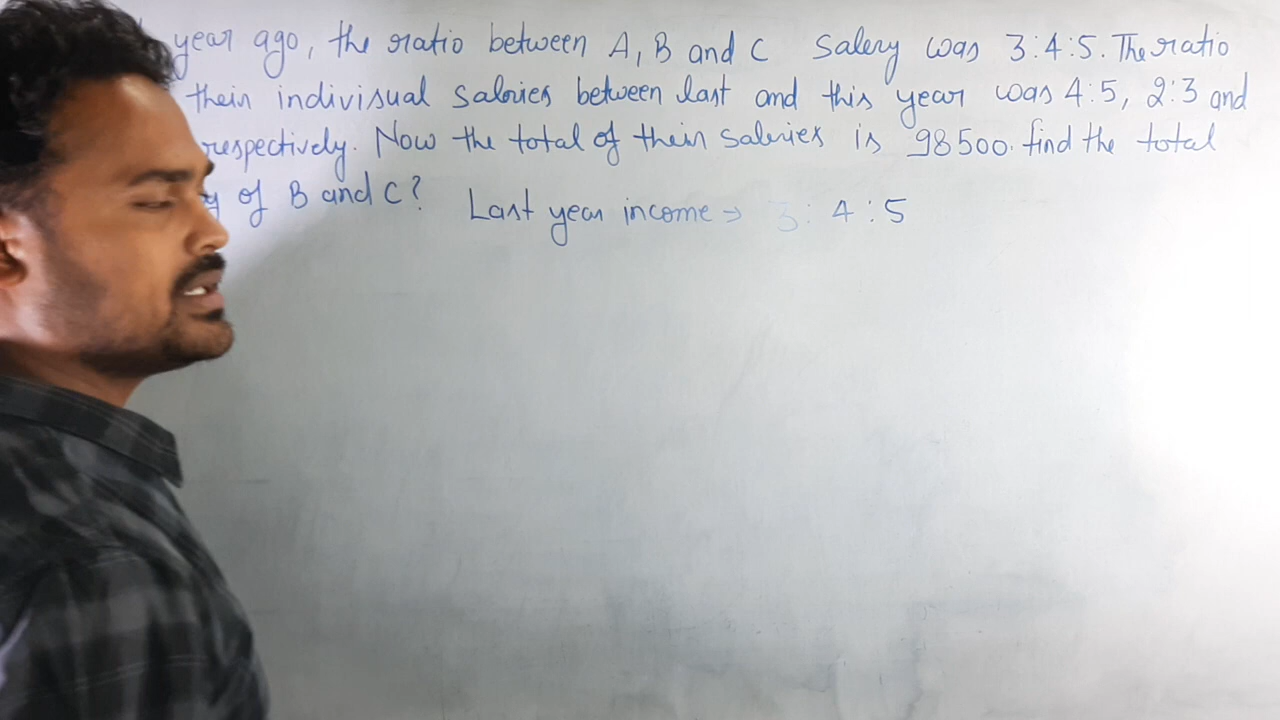 year ago, the ratio between A, B and C Salery was 3:4:5. The ratio
their indivisual Salaries between last and this year was 4:5, 2:3 and
respectively. Now the total of their Salaries is 98500. find the total
of B and C? Last year income → 3 : 4 : 5